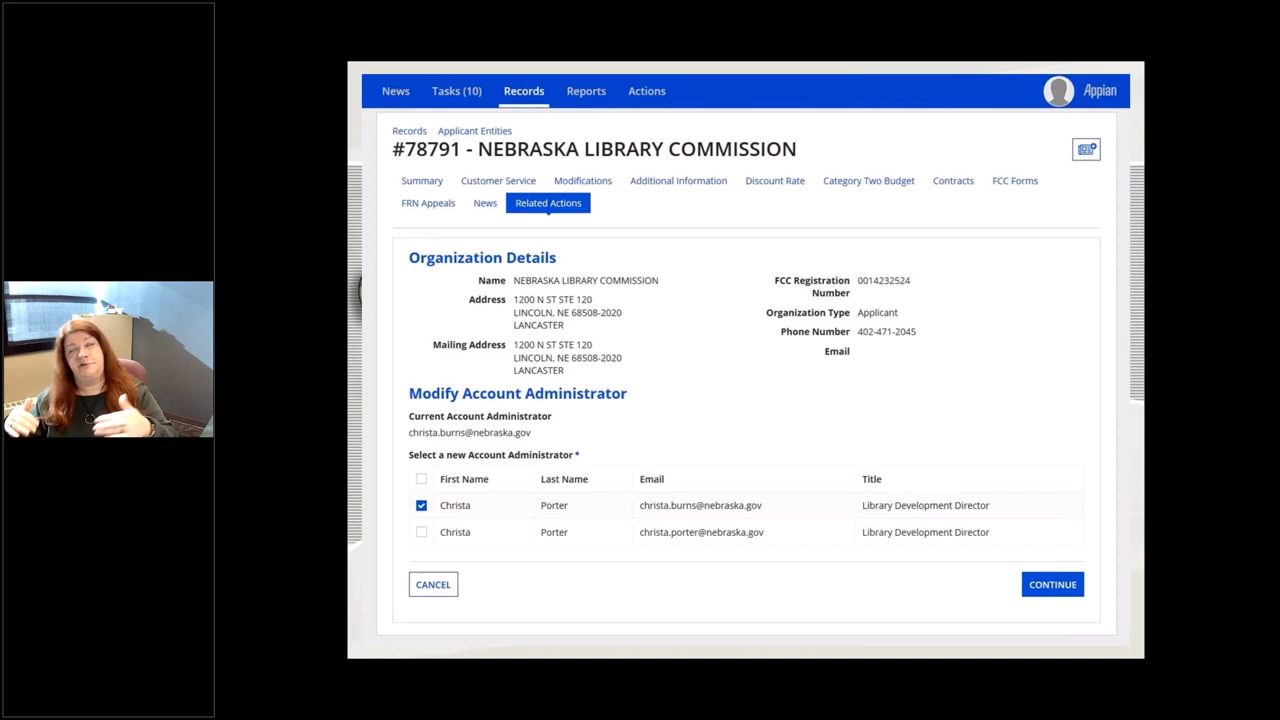 News Tasks (10) Records Reports Actions Appian
Records Applicant Entities
#78791 - NEBRASKA LIBRARY COMMISSION
Summary Customer Service Modifications Additional Information Discount Rate Category Two Budget Contracts FCC Forms
FRN Appeals News Related Actions
Organization Details
Name NEBRASKA LIBRARY COMMISSION
Address 1200 N ST STE 120
LINCOLN, NE 68508-2020
LANCASTER
Mailing Address 1200 N ST STE 120
LINCOLN, NE 68508-2020
LANCASTER
FCC Registration 0014232524
Number
Organization Type Applicant
Phone Number 402-471-2045
Email
Modify Account Administrator
Current Account Administrator
christa.burns@nebraska.gov
Select a new Account Administrator *
First Name Last Name Email Title
Christa Porter christa.burns@nebraska.gov Library Development Director
Christa Porter christa.porter@nebraska.gov Library Development Director
CANCEL CONTINUE